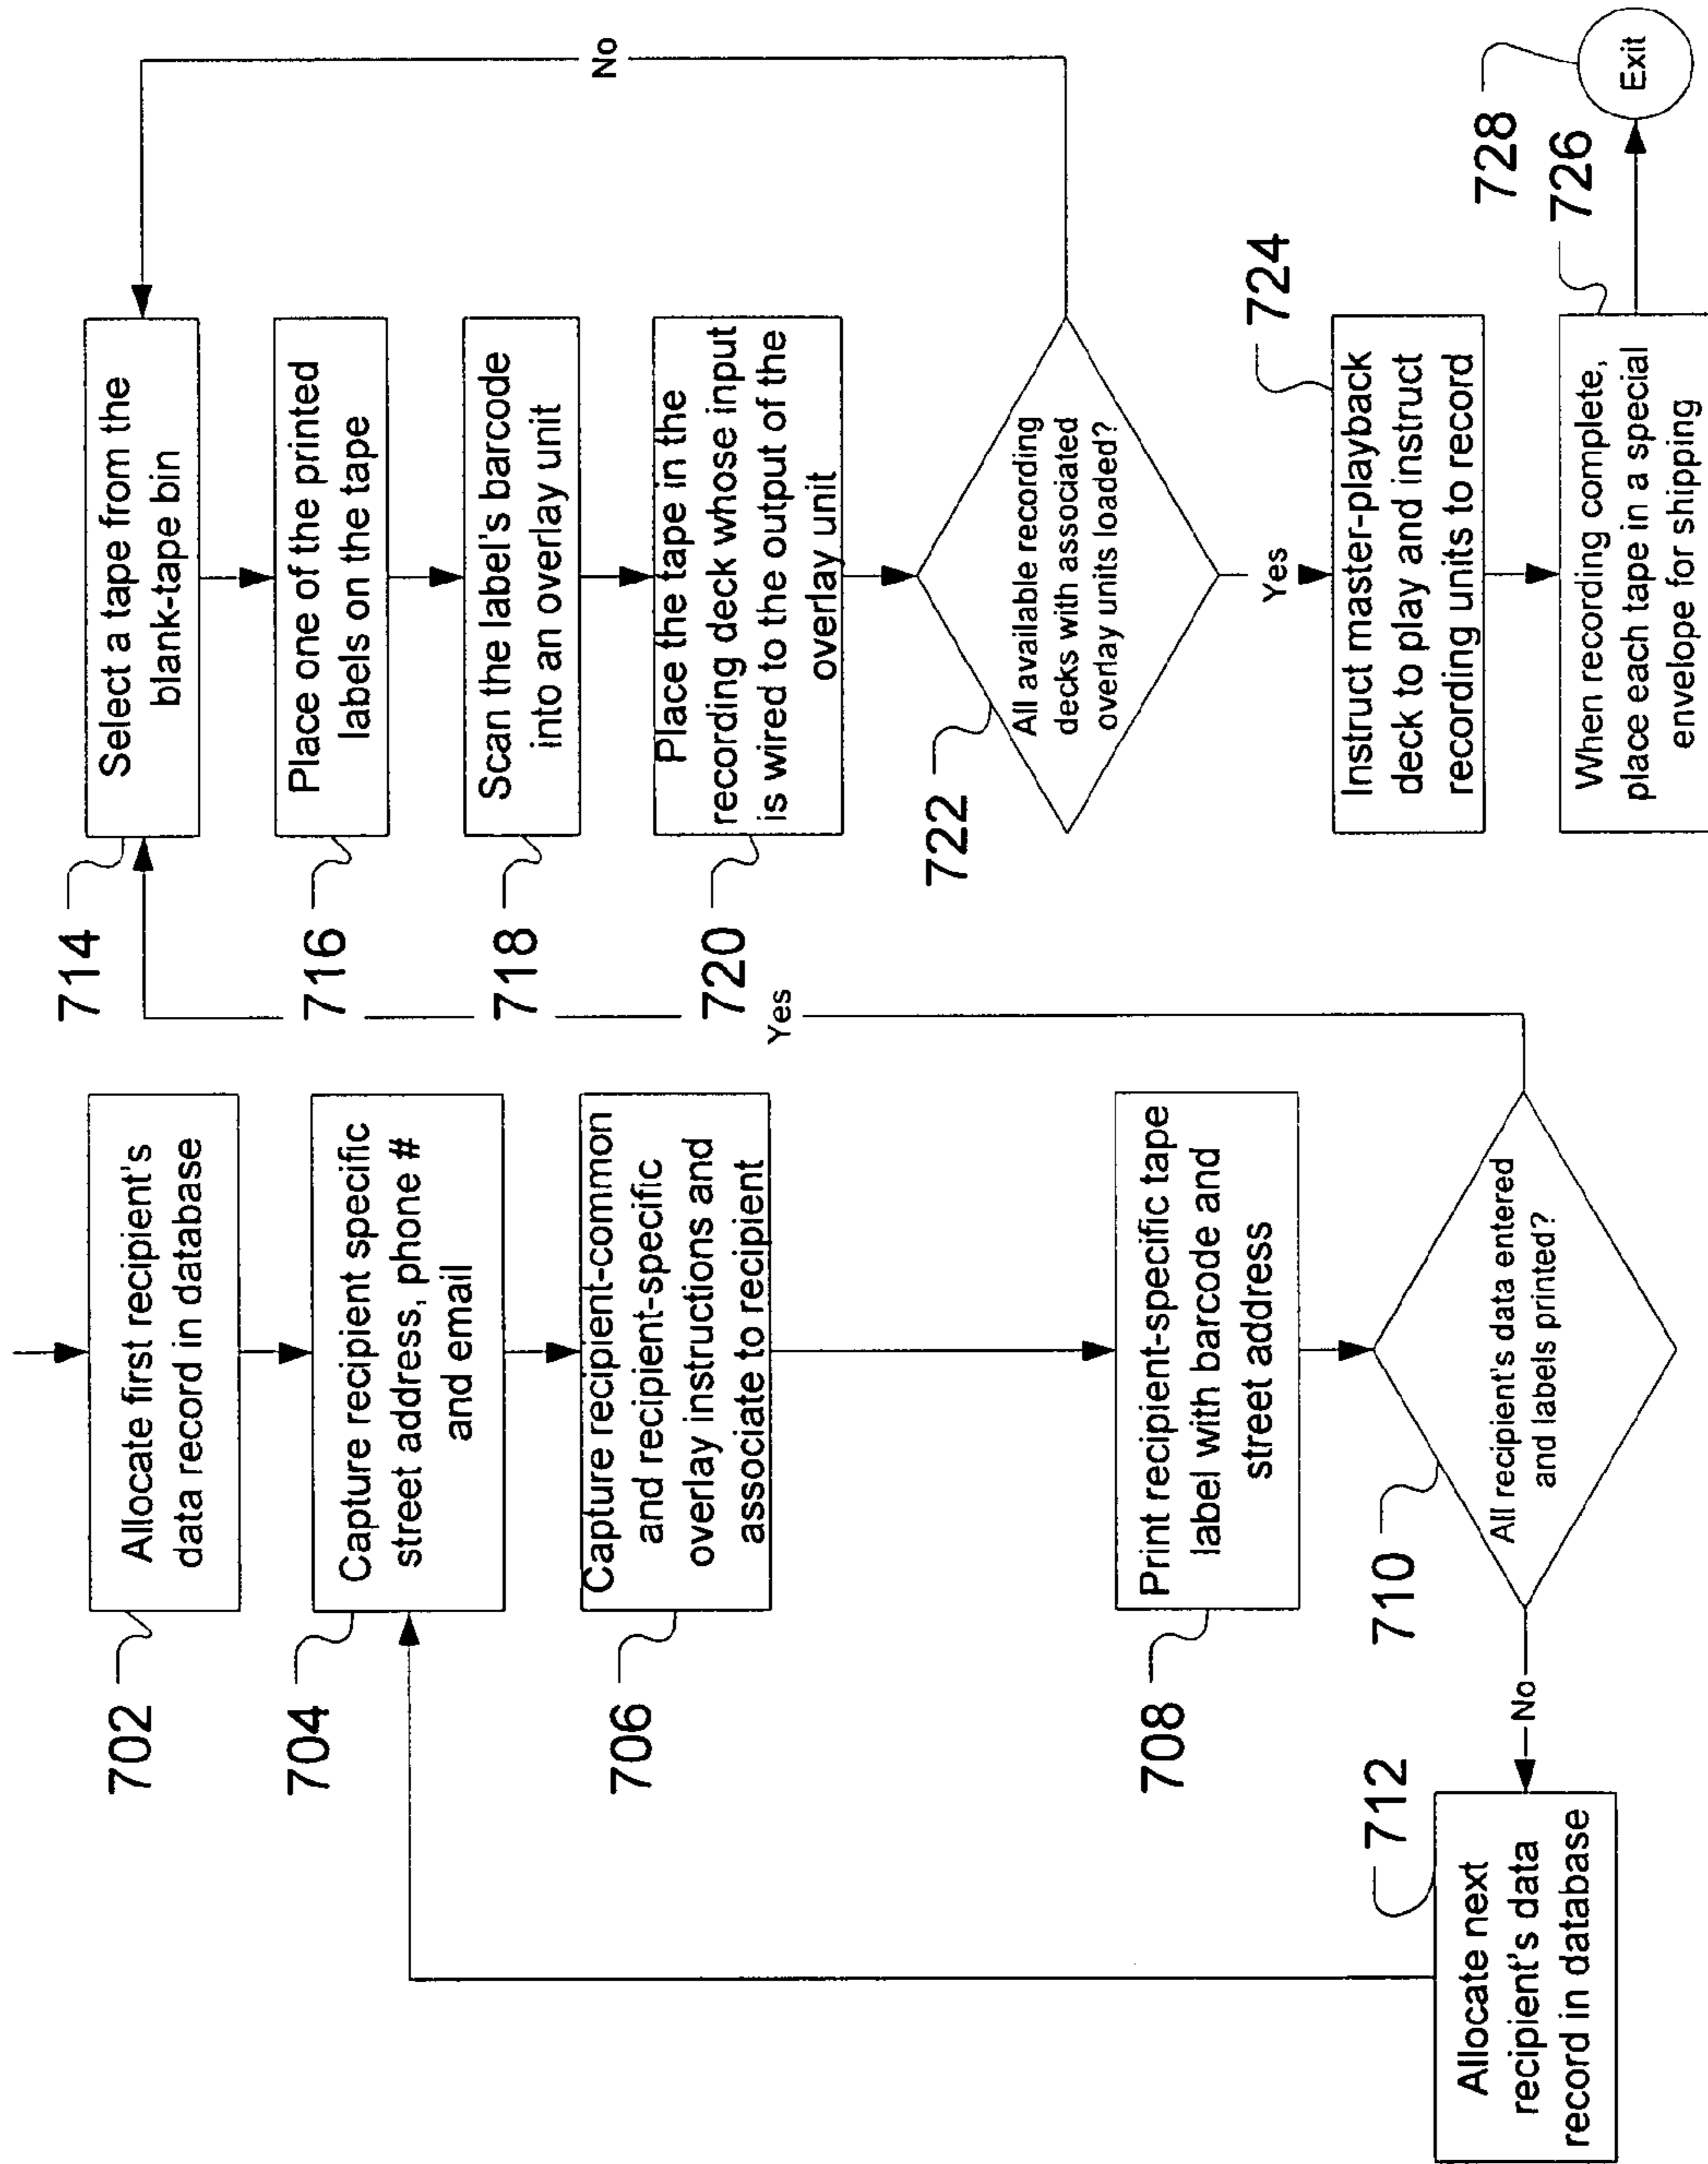 702
Allocate first recipient's
data record in database
704
Capture recipient specific
street address, phone #
and email
706
Capture recipient-common
and recipient-specific
overlay instructions and
associate to recipient
708
Print recipient-specific tape
label with barcode and
street address
710
All recipient's data entered
and labels printed?
No
Yes
712
Allocate next
recipient's data
record in database
714
Select a tape from the
blank-tape bin
716
Place one of the printed
labels on the tape
718
Scan the label's barcode
into an overlay unit
720
Place the tape in the
recording deck whose input
is wired to the output of the
overlay unit
722
All available recording
decks with associated
overlay units loaded?
No
Yes
724
Instruct master-playback
deck to play and instruct
recording units to record
726
When recording complete,
place each tape in a special
envelope for shipping
728
Exit